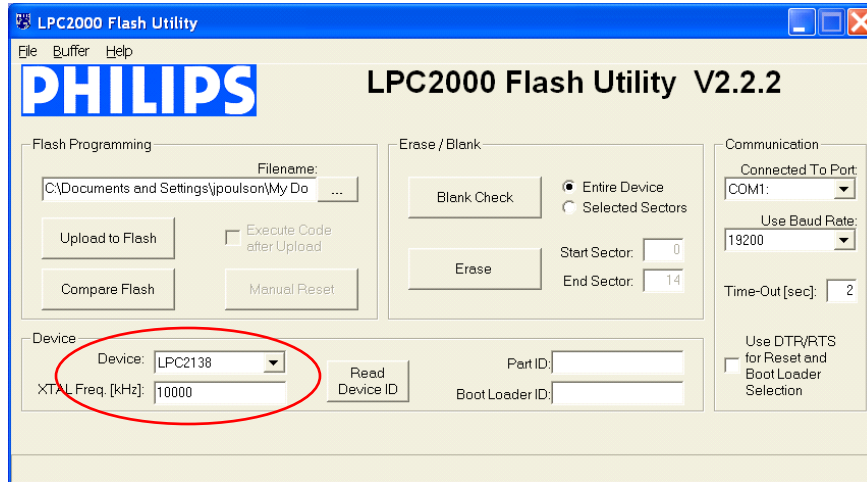 LPC2000 Flash Utility
File Buffer Help
PHILIPS
LPC2000 Flash Utility V2.2.2
Flash Programming
Filename:
C:\Documents and Settings\jpoulson\My Do
...
Upload to Flash
Execute Code
after Upload
Compare Flash
Manual Reset
Erase / Blank
Blank Check
Entire Device
Selected Sectors
Erase
Start Sector: 0
End Sector: 14
Communication
Connected To Port:
COM1:
Use Baud Rate:
19200
Time-Out [sec]: 2
Use DTR/RTS
for Reset and
Boot Loader
Selection
Device
Device: LPC2138
XTAL Freq. [kHz]: 10000
Read
Device ID
Part ID:
Boot Loader ID: